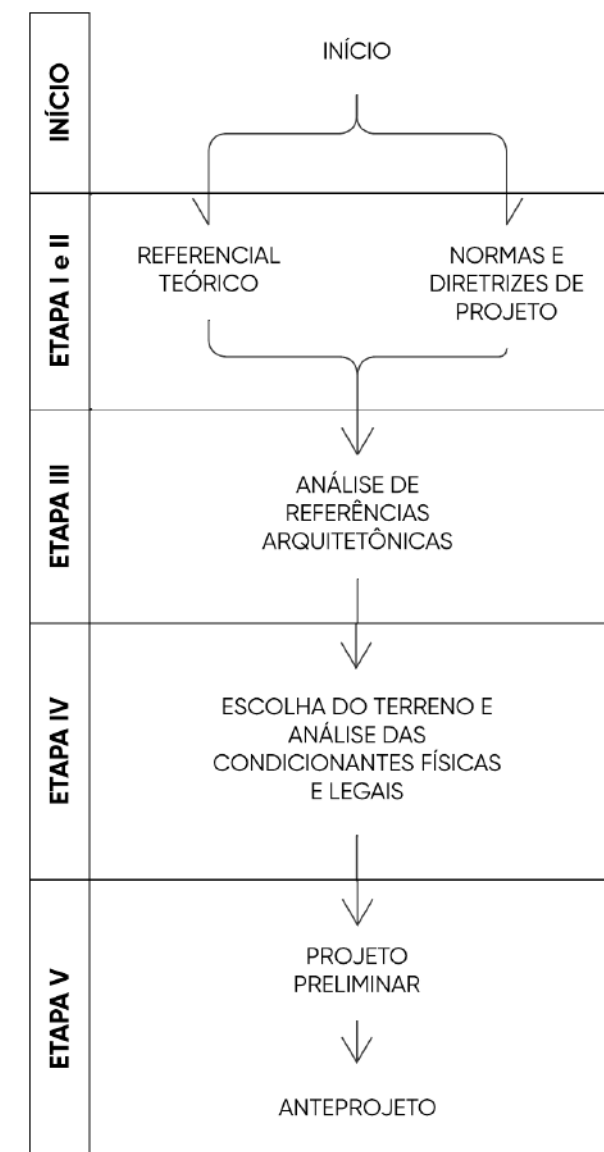 INÍCIO
INÍCIO
ETAPA I e II
REFERENCIAL
TEÓRICO
NORMAS E
DIRETRIZES DE
PROJETO
ETAPA III
ANÁLISE DE
REFERÊNCIAS
ARQUITETÔNICAS
ETAPA IV
ESCOLHA DO TERRENO E
ANÁLISE DAS
CONDICIONANTES FÍSICAS
E LEGAIS
ETAPA V
PROJETO
PRELIMINAR
ANTEPROJETO